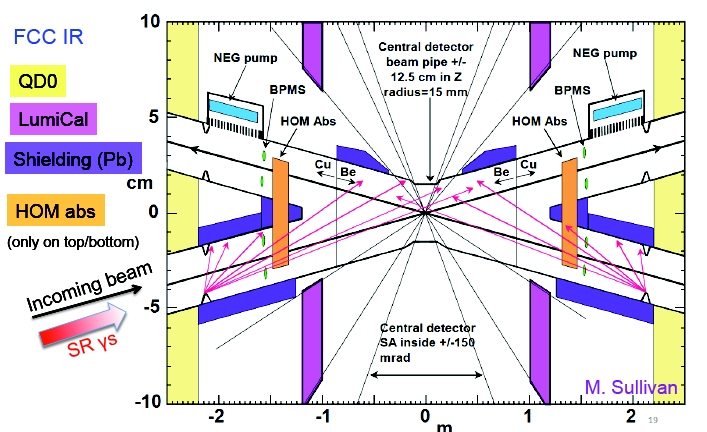 FCC IR
QD0
LumiCal
Shielding (Pb)
HOM abs
(only on top/bottom)
Incoming beam
SR γs
10
5
cm
0
-5
-10
-2
-1
0
1
2
m
NEG pump
BPMS
HOM Abs
Cu
Be
Central detector
beam pipe +/-
12.5 cm in Z
radius=15 mm
NEG pump
BPMS
HOM Abs
Be
Cu
Central detector
SA inside +/-150
mrad
M. Sullivan
19